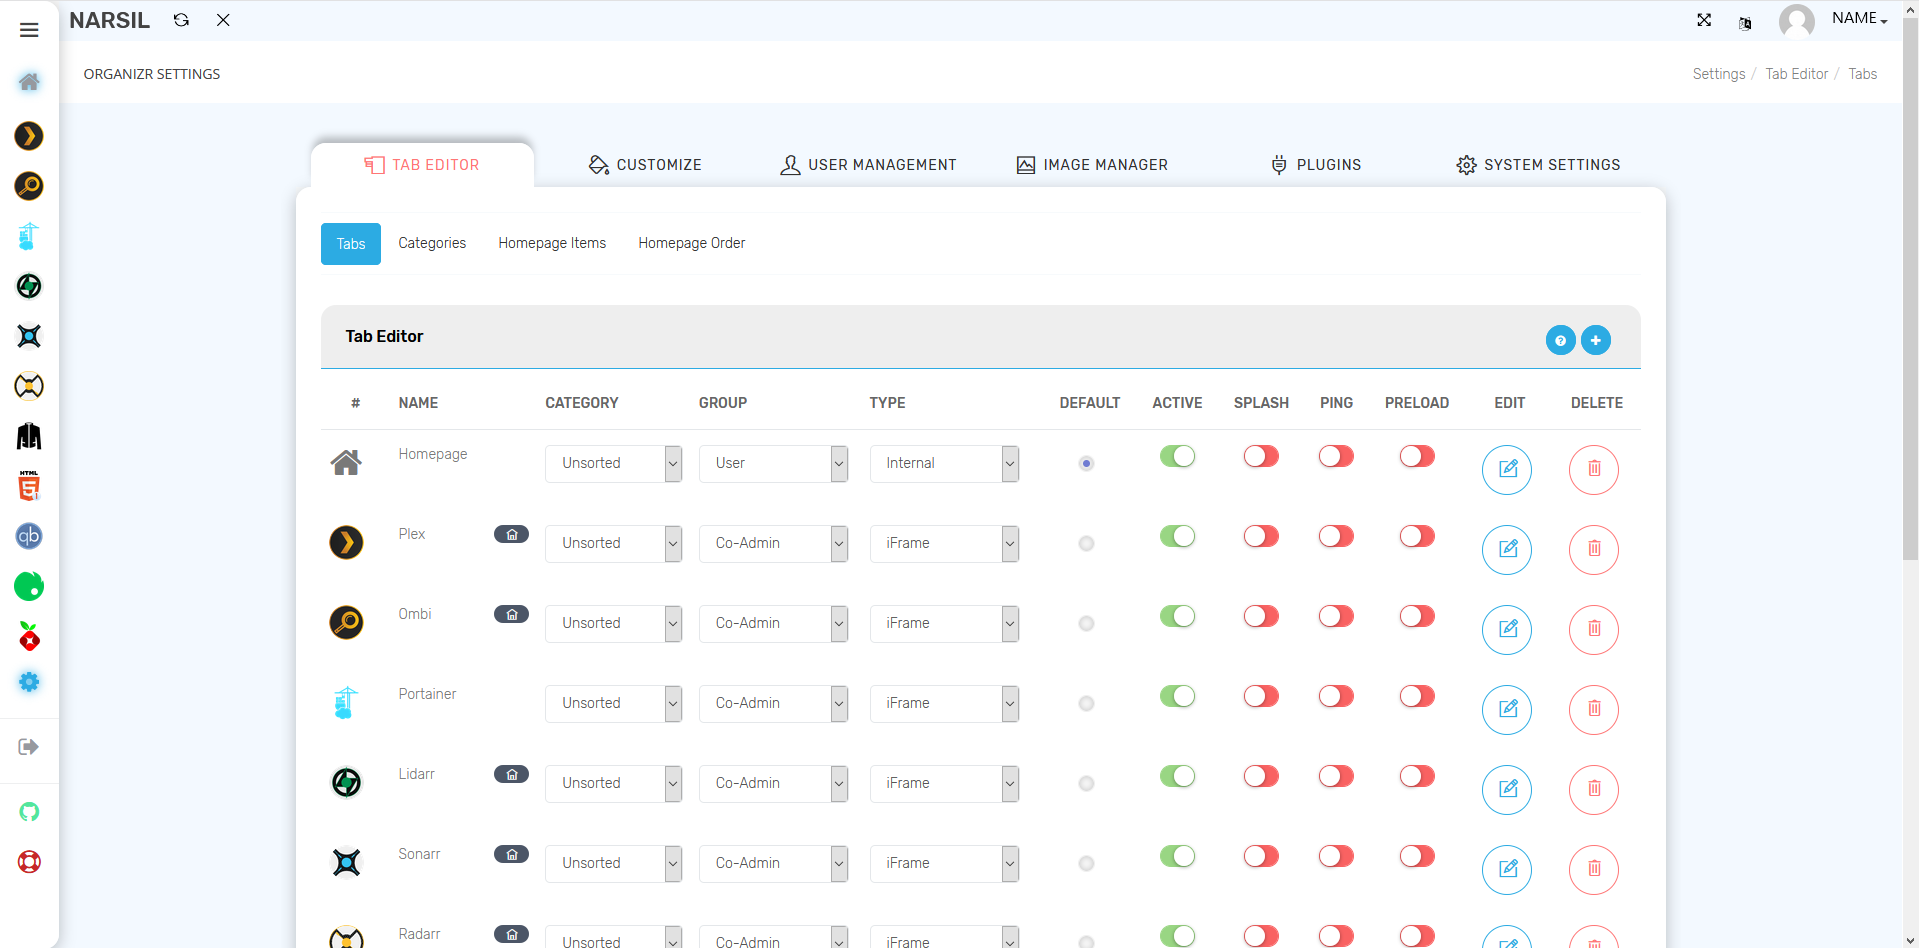 NARSIL
NAME
ORGANIZR SETTINGS
Settings / Tab Editor / Tabs
TAB EDITOR
CUSTOMIZE
USER MANAGEMENT
IMAGE MANAGER
PLUGINS
SYSTEM SETTINGS
Tabs
Categories
Homepage Items
Homepage Order
Tab Editor
# NAME CATEGORY GROUP TYPE DEFAULT ACTIVE SPLASH PING PRELOAD EDIT DELETE
Homepage Unsorted User Internal
Plex Unsorted Co-Admin iFrame
Ombi Unsorted Co-Admin iFrame
Portainer Unsorted Co-Admin iFrame
Lidarr Unsorted Co-Admin iFrame
HTML
5
Sonarr Unsorted Co-Admin iFrame
qb
Radarr Unsorted Co-Admin iFrame